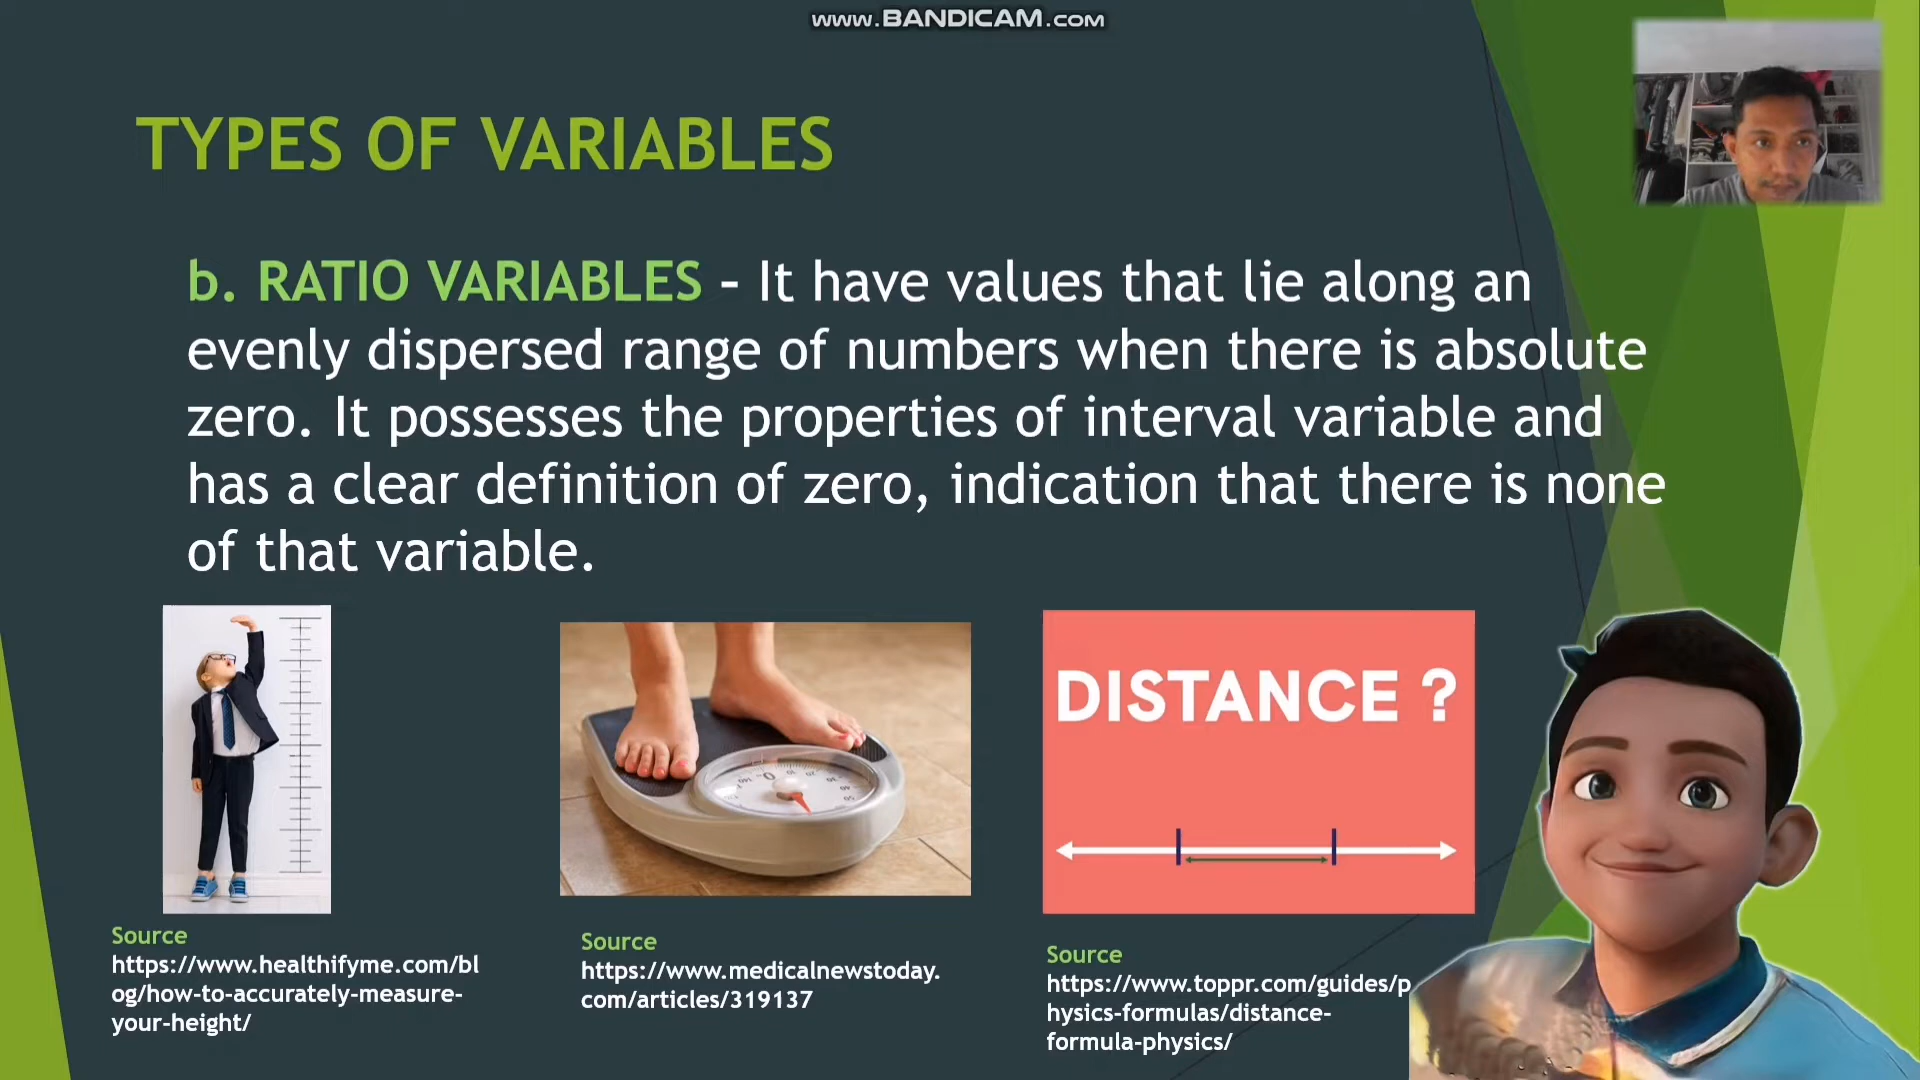 www.BANDICAM.com
TYPES OF VARIABLES
b. RATIO VARIABLES – It have values that lie along an
evenly dispersed range of numbers when there is absolute
zero. It possesses the properties of interval variable and
has a clear definition of zero, indication that there is none
of that variable.
DISTANCE ?
Source
https://www.healthifyme.com/bl
og/how-to-accurately-measure-
your-height/
Source
https://www.medicalnewstoday.
com/articles/319137
Source
https://www.toppr.com/guides/p
hysics-formulas/distance-
formula-physics/